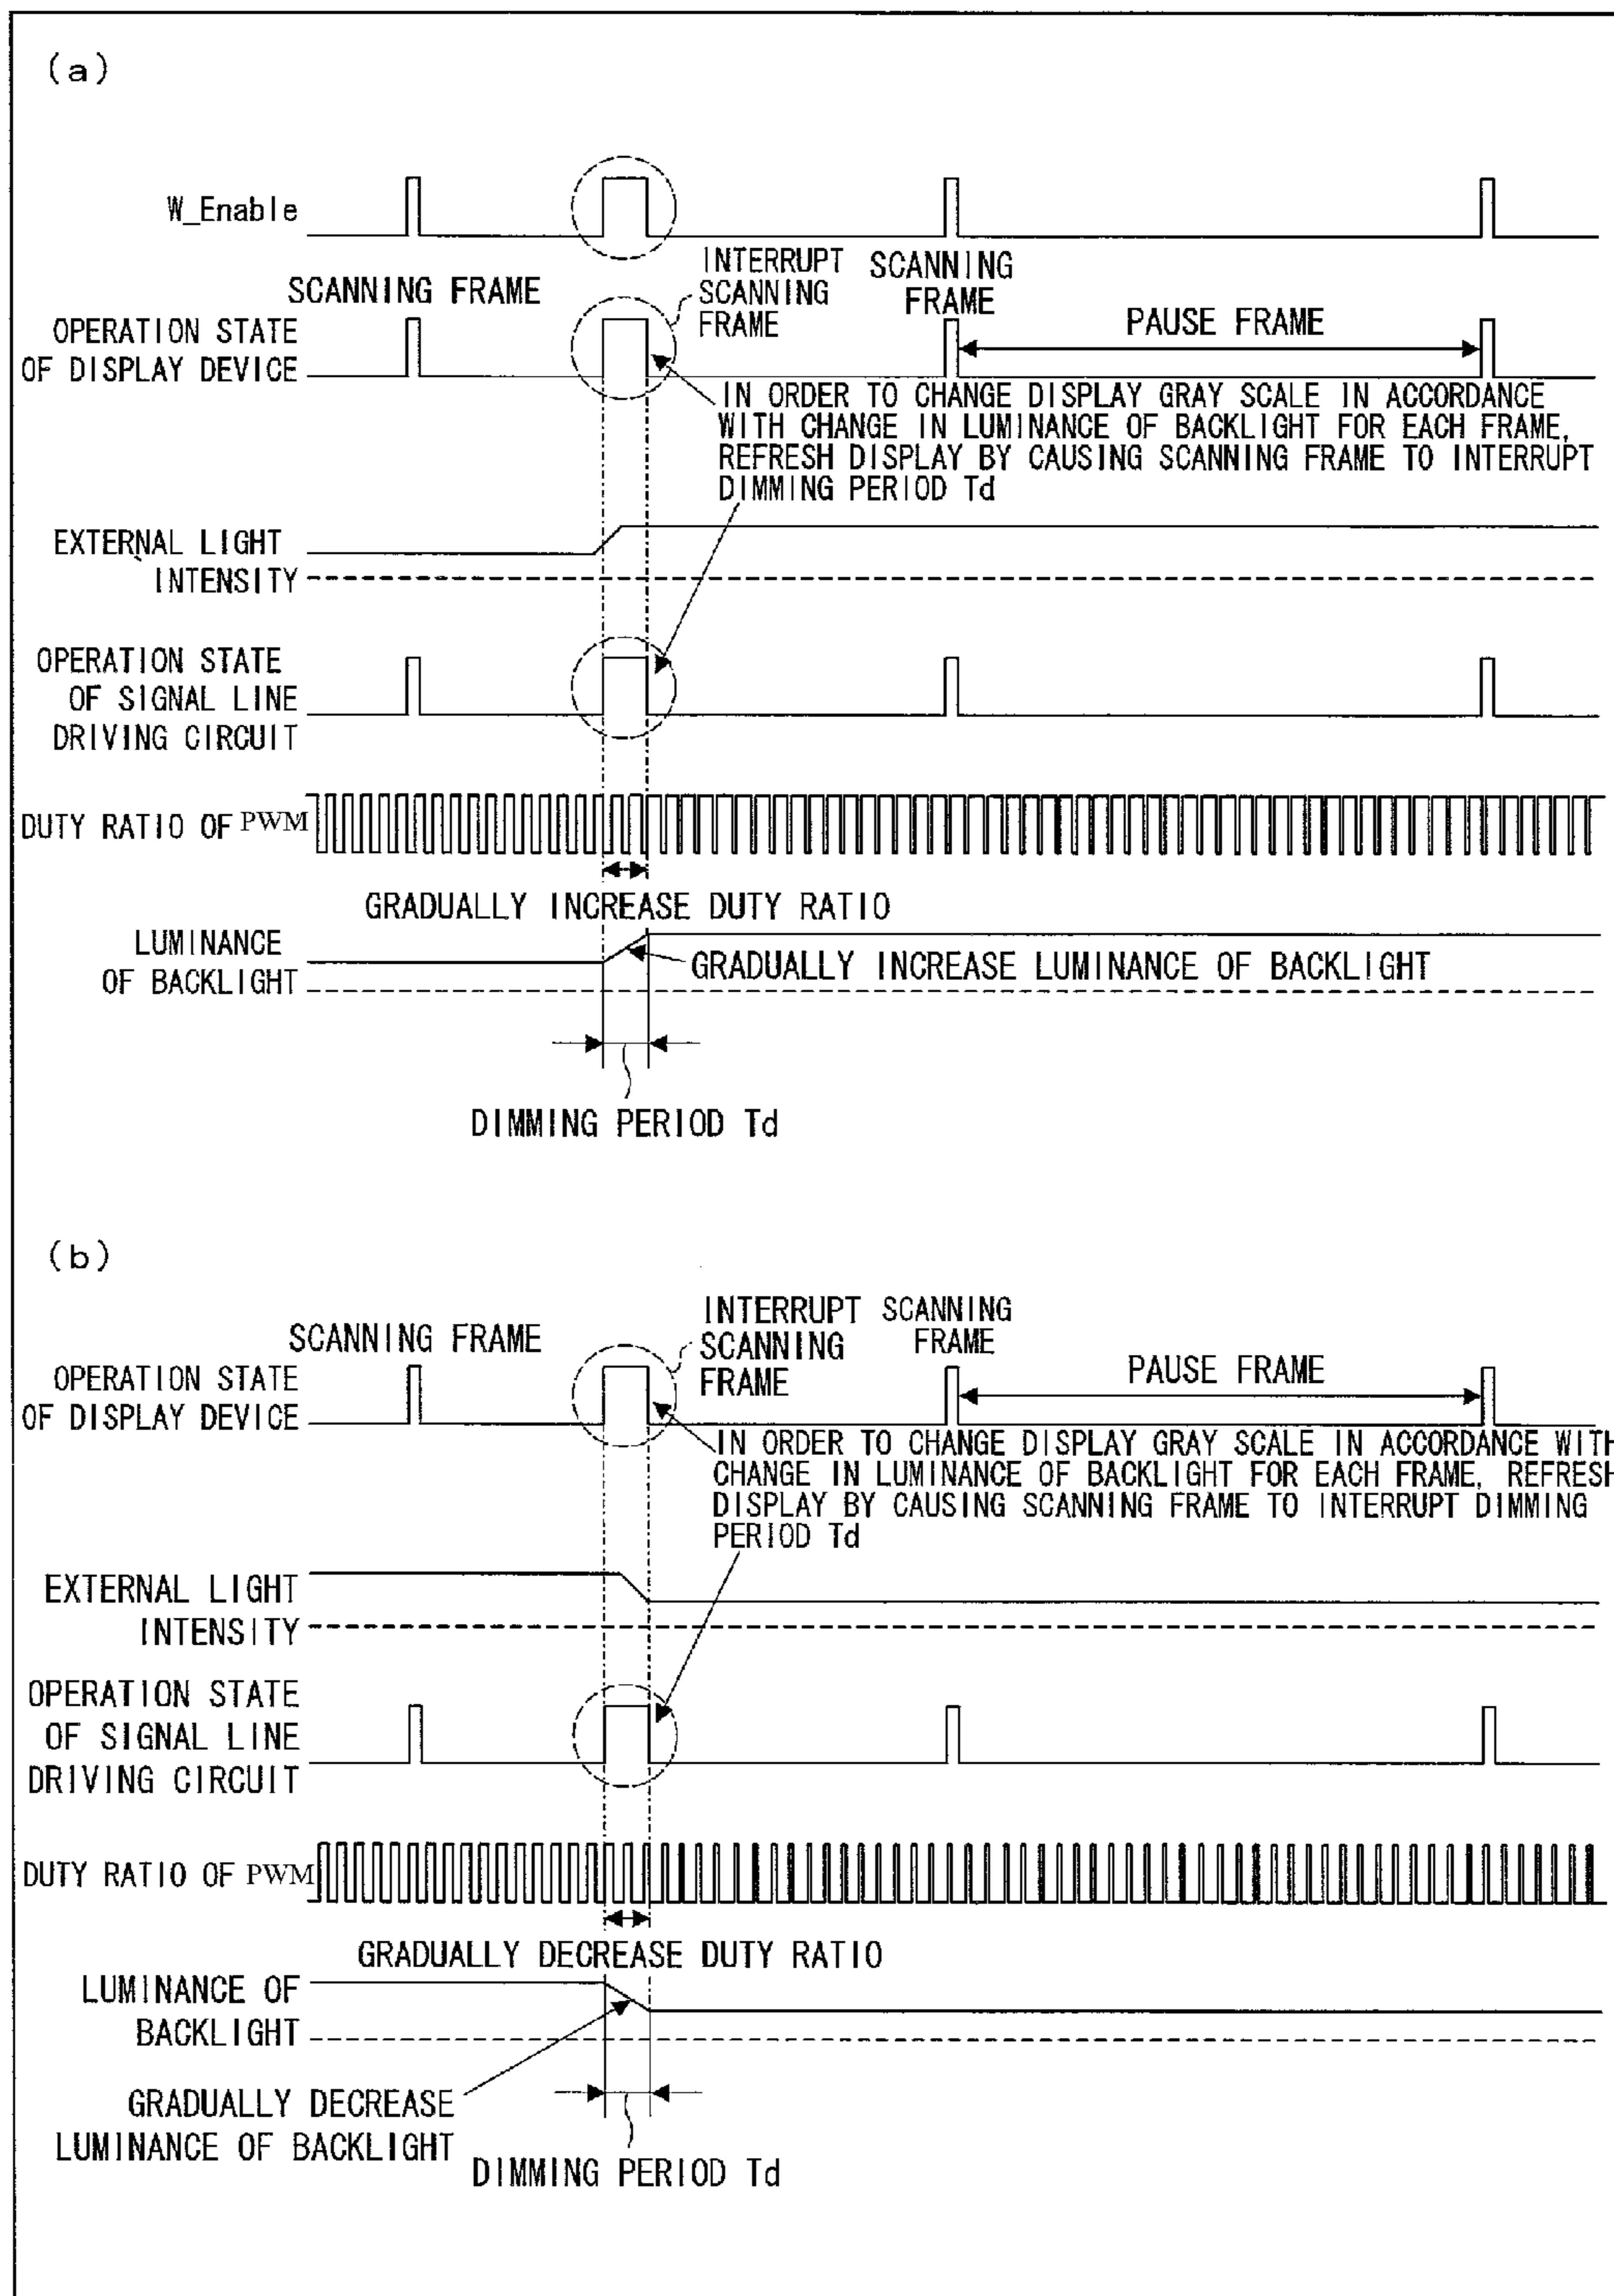 (a)
W_Enable
SCANNING FRAME
INTERRUPT
SCANNING
FRAME
SCANNING
FRAME
OPERATION STATE
OF DISPLAY DEVICE
PAUSE FRAME
IN ORDER TO CHANGE DISPLAY GRAY SCALE IN ACCORDANCE
WITH CHANGE IN LUMINANCE OF BACKLIGHT FOR EACH FRAME,
REFRESH DISPLAY BY CAUSING SCANNING FRAME TO INTERRUPT
DIMMING PERIOD Td
EXTERNAL LIGHT
INTENSITY
OPERATION STATE
OF SIGNAL LINE
DRIVING CIRCUIT
DUTY RATIO OF PWM
GRADUALLY INCREASE DUTY RATIO
LUMINANCE
OF BACKLIGHT
GRADUALLY INCREASE LUMINANCE OF BACKLIGHT
DIMMING PERIOD Td
(b)
SCANNING FRAME
INTERRUPT
SCANNING
FRAME
SCANNING
FRAME
OPERATION STATE
OF DISPLAY DEVICE
PAUSE FRAME
IN ORDER TO CHANGE DISPLAY GRAY SCALE IN ACCORDANCE WITH
CHANGE IN LUMINANCE OF BACKLIGHT FOR EACH FRAME, REFRESH
DISPLAY BY CAUSING SCANNING FRAME TO INTERRUPT DIMMING
PERIOD Td
EXTERNAL LIGHT
INTENSITY
OPERATION STATE
OF SIGNAL LINE
DRIVING CIRCUIT
DUTY RATIO OF PWM
GRADUALLY DECREASE DUTY RATIO
LUMINANCE OF
BACKLIGHT
GRADUALLY DECREASE
LUMINANCE OF BACKLIGHT
DIMMING PERIOD Td